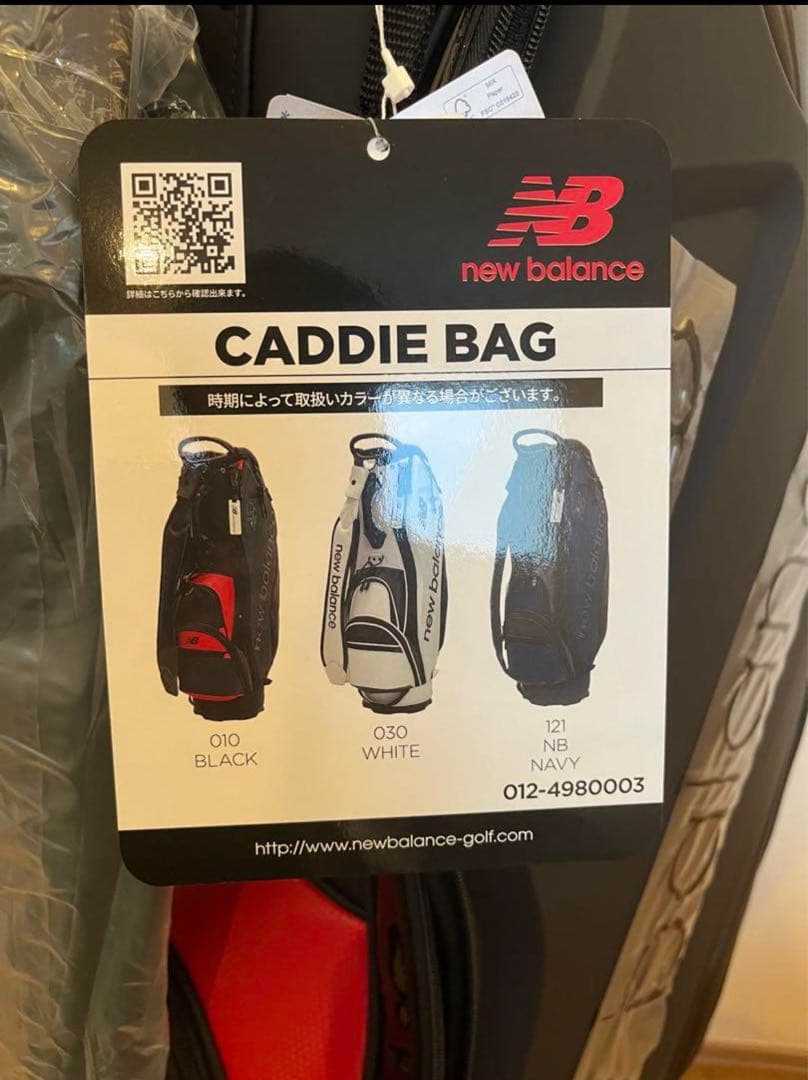 MIX
Paper
NB
new balance
詳細はこちらから確認出来ます。
CADDIE BAG
時期によって取扱いカラーが異なる場合がございます。
new balance
new balance
new balance
new balance
010
BLACK
030
WHITE
121
NB
NAVY
012-4980003
http://www.newbalance-golf.com